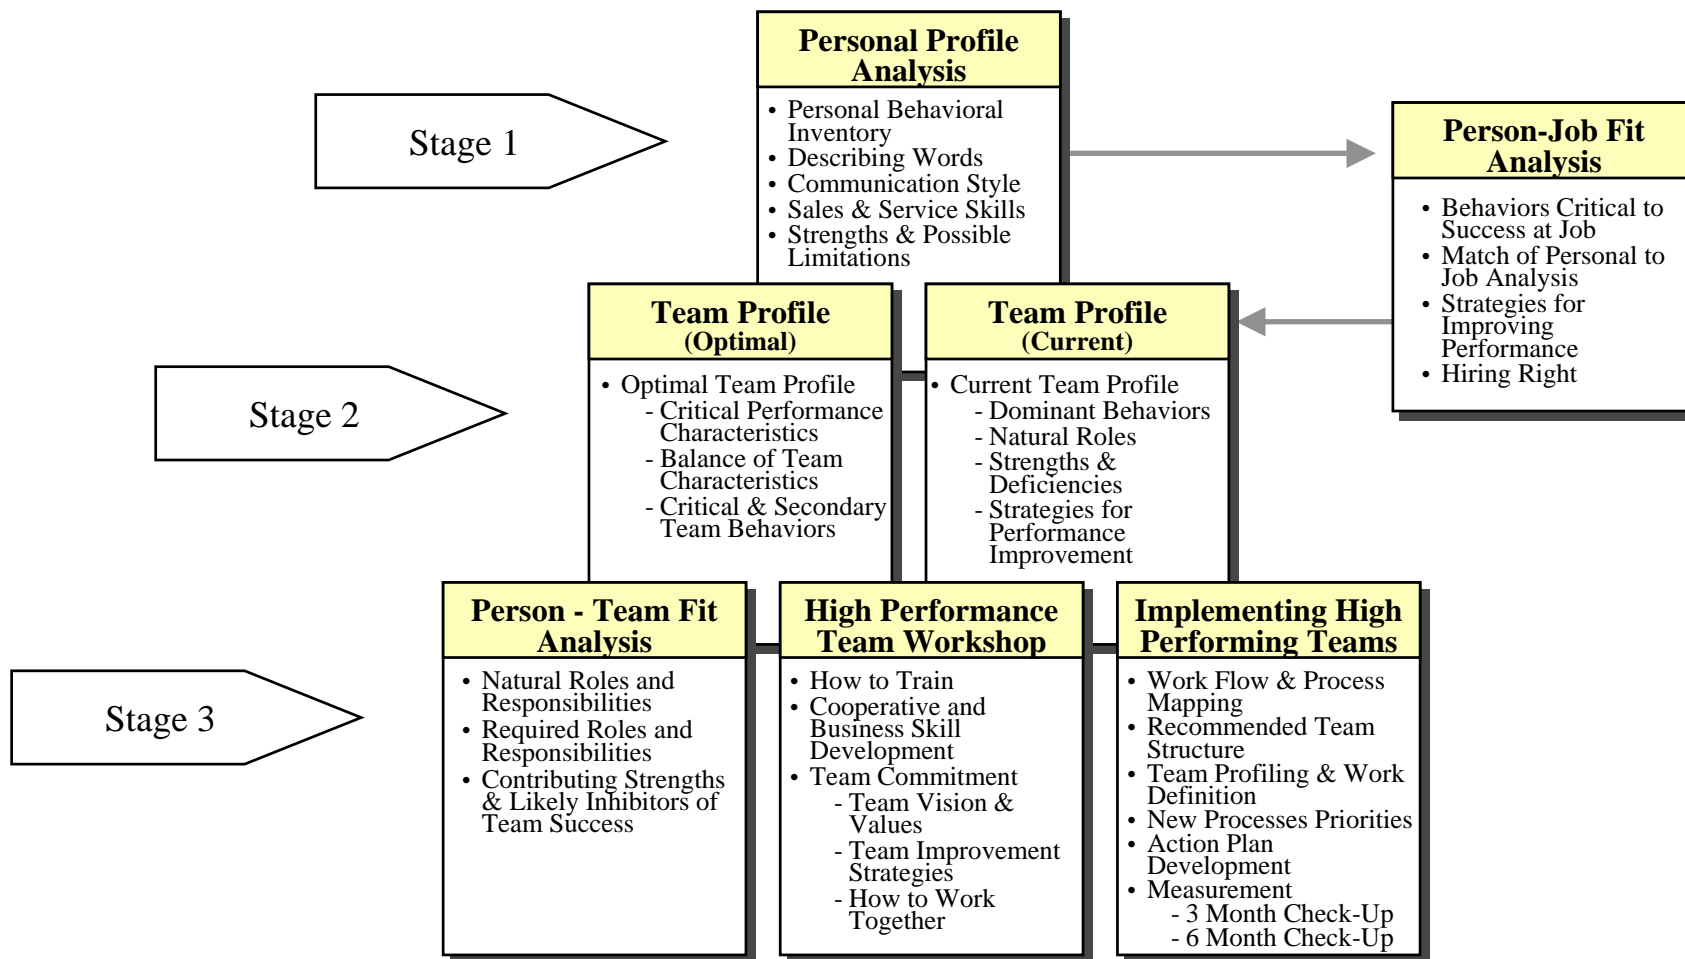 Stage 1
Personal Profile
Analysis
• Personal Behavioral
Inventory
• Describing Words
• Communication Style
• Sales & Service Skills
• Strengths & Possible
Limitations
Person-Job Fit
Analysis
• Behaviors Critical to
Success at Job
• Match of Personal to
Job Analysis
• Strategies for
Improving
Performance
• Hiring Right
Stage 2
Team Profile
(Optimal)
• Optimal Team Profile
- Critical Performance
Characteristics
- Balance of Team
Characteristics
- Critical & Secondary
Team Behaviors
Team Profile
(Current)
• Current Team Profile
- Dominant Behaviors
- Natural Roles
- Strengths &
Deficiencies
- Strategies for
Performance
Improvement
Stage 3
Person - Team Fit
Analysis
• Natural Roles and
Responsibilities
• Required Roles and
Responsibilities
• Contributing Strengths
& Likely Inhibitors of
Team Success
High Performance
Team Workshop
• How to Train
• Cooperative and
Business Skill
Development
• Team Commitment
- Team Vision &
Values
- Team Improvement
Strategies
- How to Work
Together
Implementing High
Performing Teams
• Work Flow & Process
Mapping
• Recommended Team
Structure
• Team Profiling & Work
Definition
• New Processes Priorities
• Action Plan
Development
• Measurement
- 3 Month Check-Up
- 6 Month Check-Up